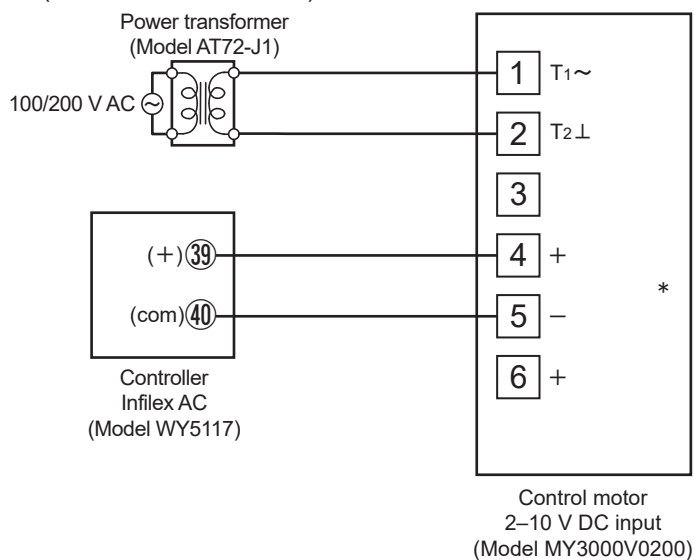 Power transformer
(Model AT72-J1)
100/200 V AC
1 T1~
2 T2⊥
3
(+) 39 4 +
*
(com) 40 5 −
6 +
Controller
Infilex AC
(Model WY5117)
Control motor
2–10 V DC input
(Model MY3000V0200)